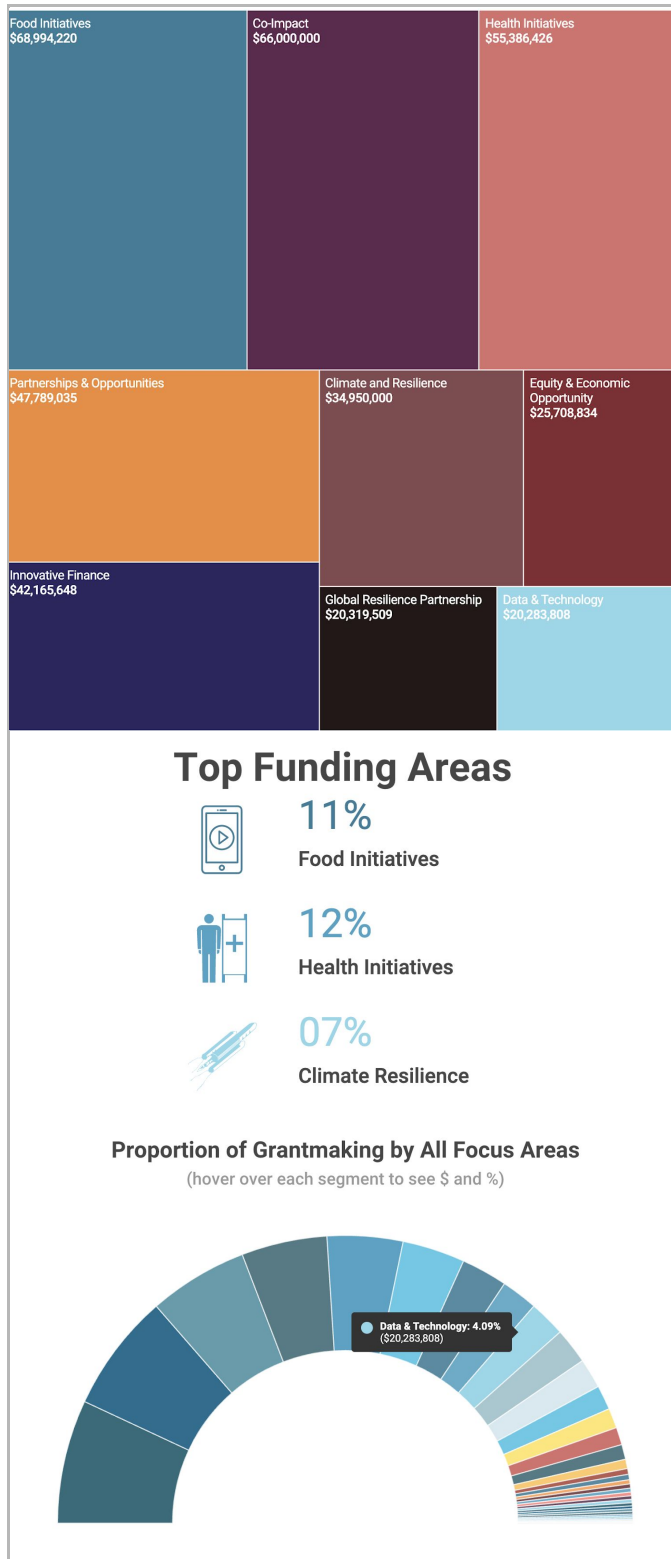 Food Initiatives
$68,994,220
Co-Impact
$66,000,000
Health Initiatives
$55,386,426
Partnerships & Opportunities
$47,789,035
Climate and Resilience
$34,950,000
Equity & Economic
Opportunity
$25,708,834
Innovative Finance
$42,165,648
Global Resilience Partnership
$20,319,509
Data & Technology
$20,283,808
Top Funding Areas
11%
Food Initiatives
12%
Health Initiatives
07%
Climate Resilience
Proportion of Grantmaking by All Focus Areas
(hover over each segment to see $ and %)
Data & Technology: 4.09%
($20,283,808)